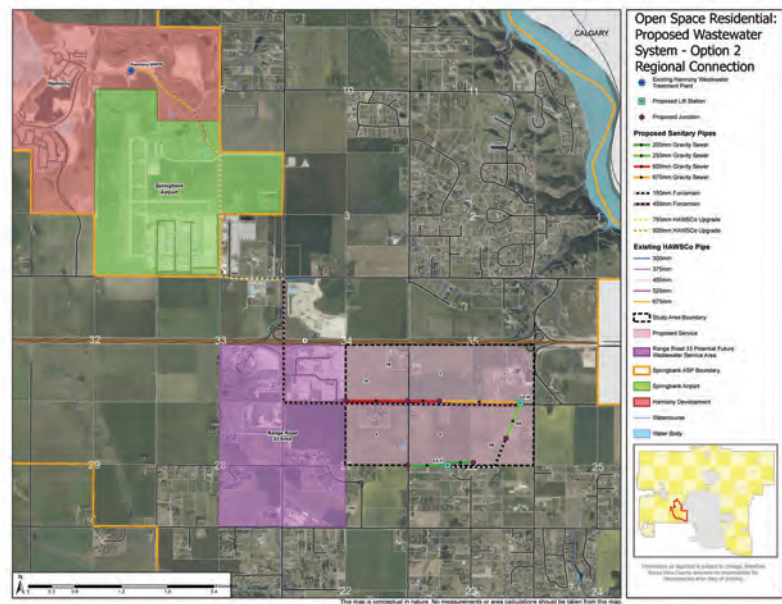 Open Space Residential:
Proposed Wastewater
System - Option 2
Regional Connection
Existing Harmony Wastewater
Treatment Plant
Proposed Lift Station
Proposed Junction
Proposed Sanitary Pipes
200mm Gravity Sewer
250mm Gravity Sewer
600mm Gravity Sewer
675mm Gravity Sewer
150mm Forcemain
450mm Forcemain
750mm HAWSCo Upgrade
900mm HAWSCo Upgrade
Existing HAWSCo Pipe
300mm
375mm
450mm
525mm
675mm
Study Area Boundary
Proposed Service
Range Road 33 Potential Future
Wastewater Service Area
Springbank ASP Boundary
Springbank Airport
Harmony Development
Watercourse
Water Body
CALGARY
Harmony
Springbank
Airport
10
11
3
1
32
33
34
35
Range Road
33 Area
29
28
25
22
23
24
N
This map is conceptual in nature. No measurements or area calculations should be taken from this map.